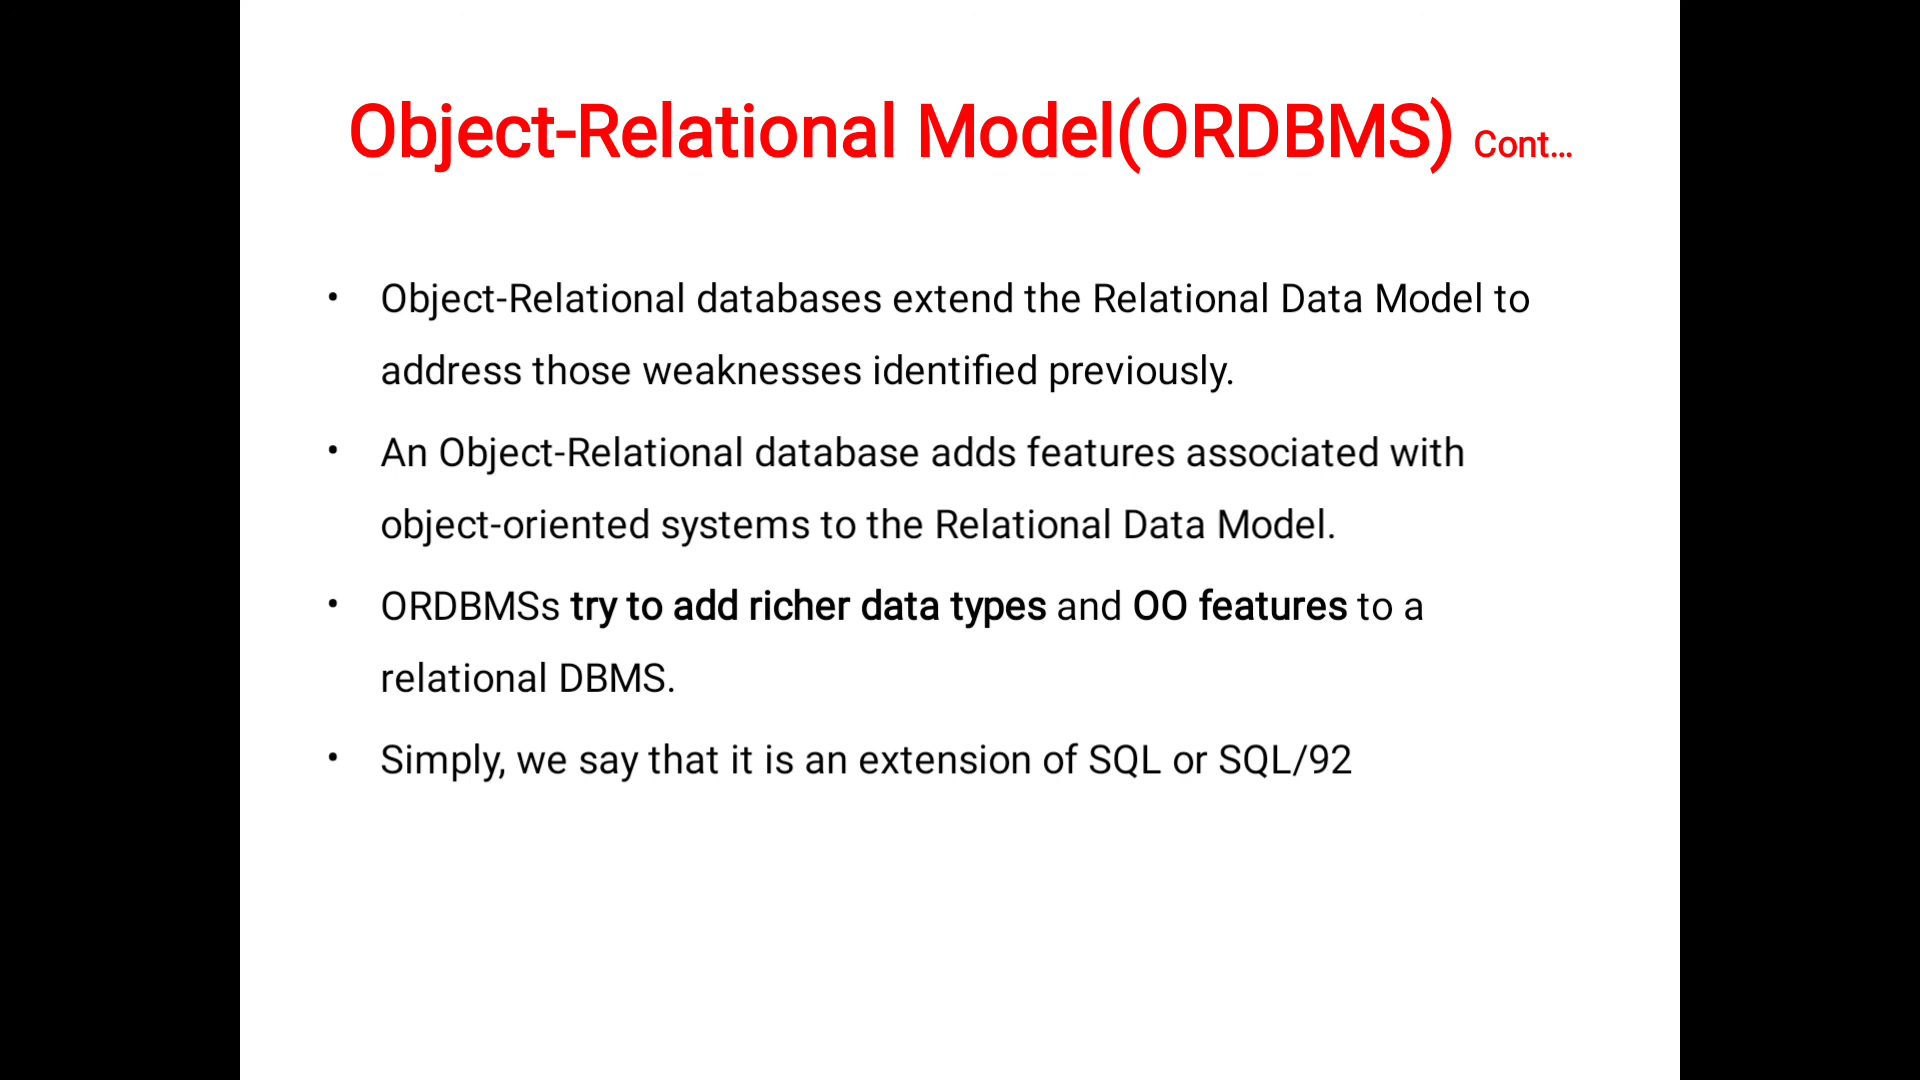 Object-Relational Model(ORDBMS) Cont...
• Object-Relational databases extend the Relational Data Model to
address those weaknesses identified previously.
• An Object-Relational database adds features associated with
object-oriented systems to the Relational Data Model.
• ORDBMSs try to add richer data types and OO features to a
relational DBMS.
• Simply, we say that it is an extension of SQL or SQL/92